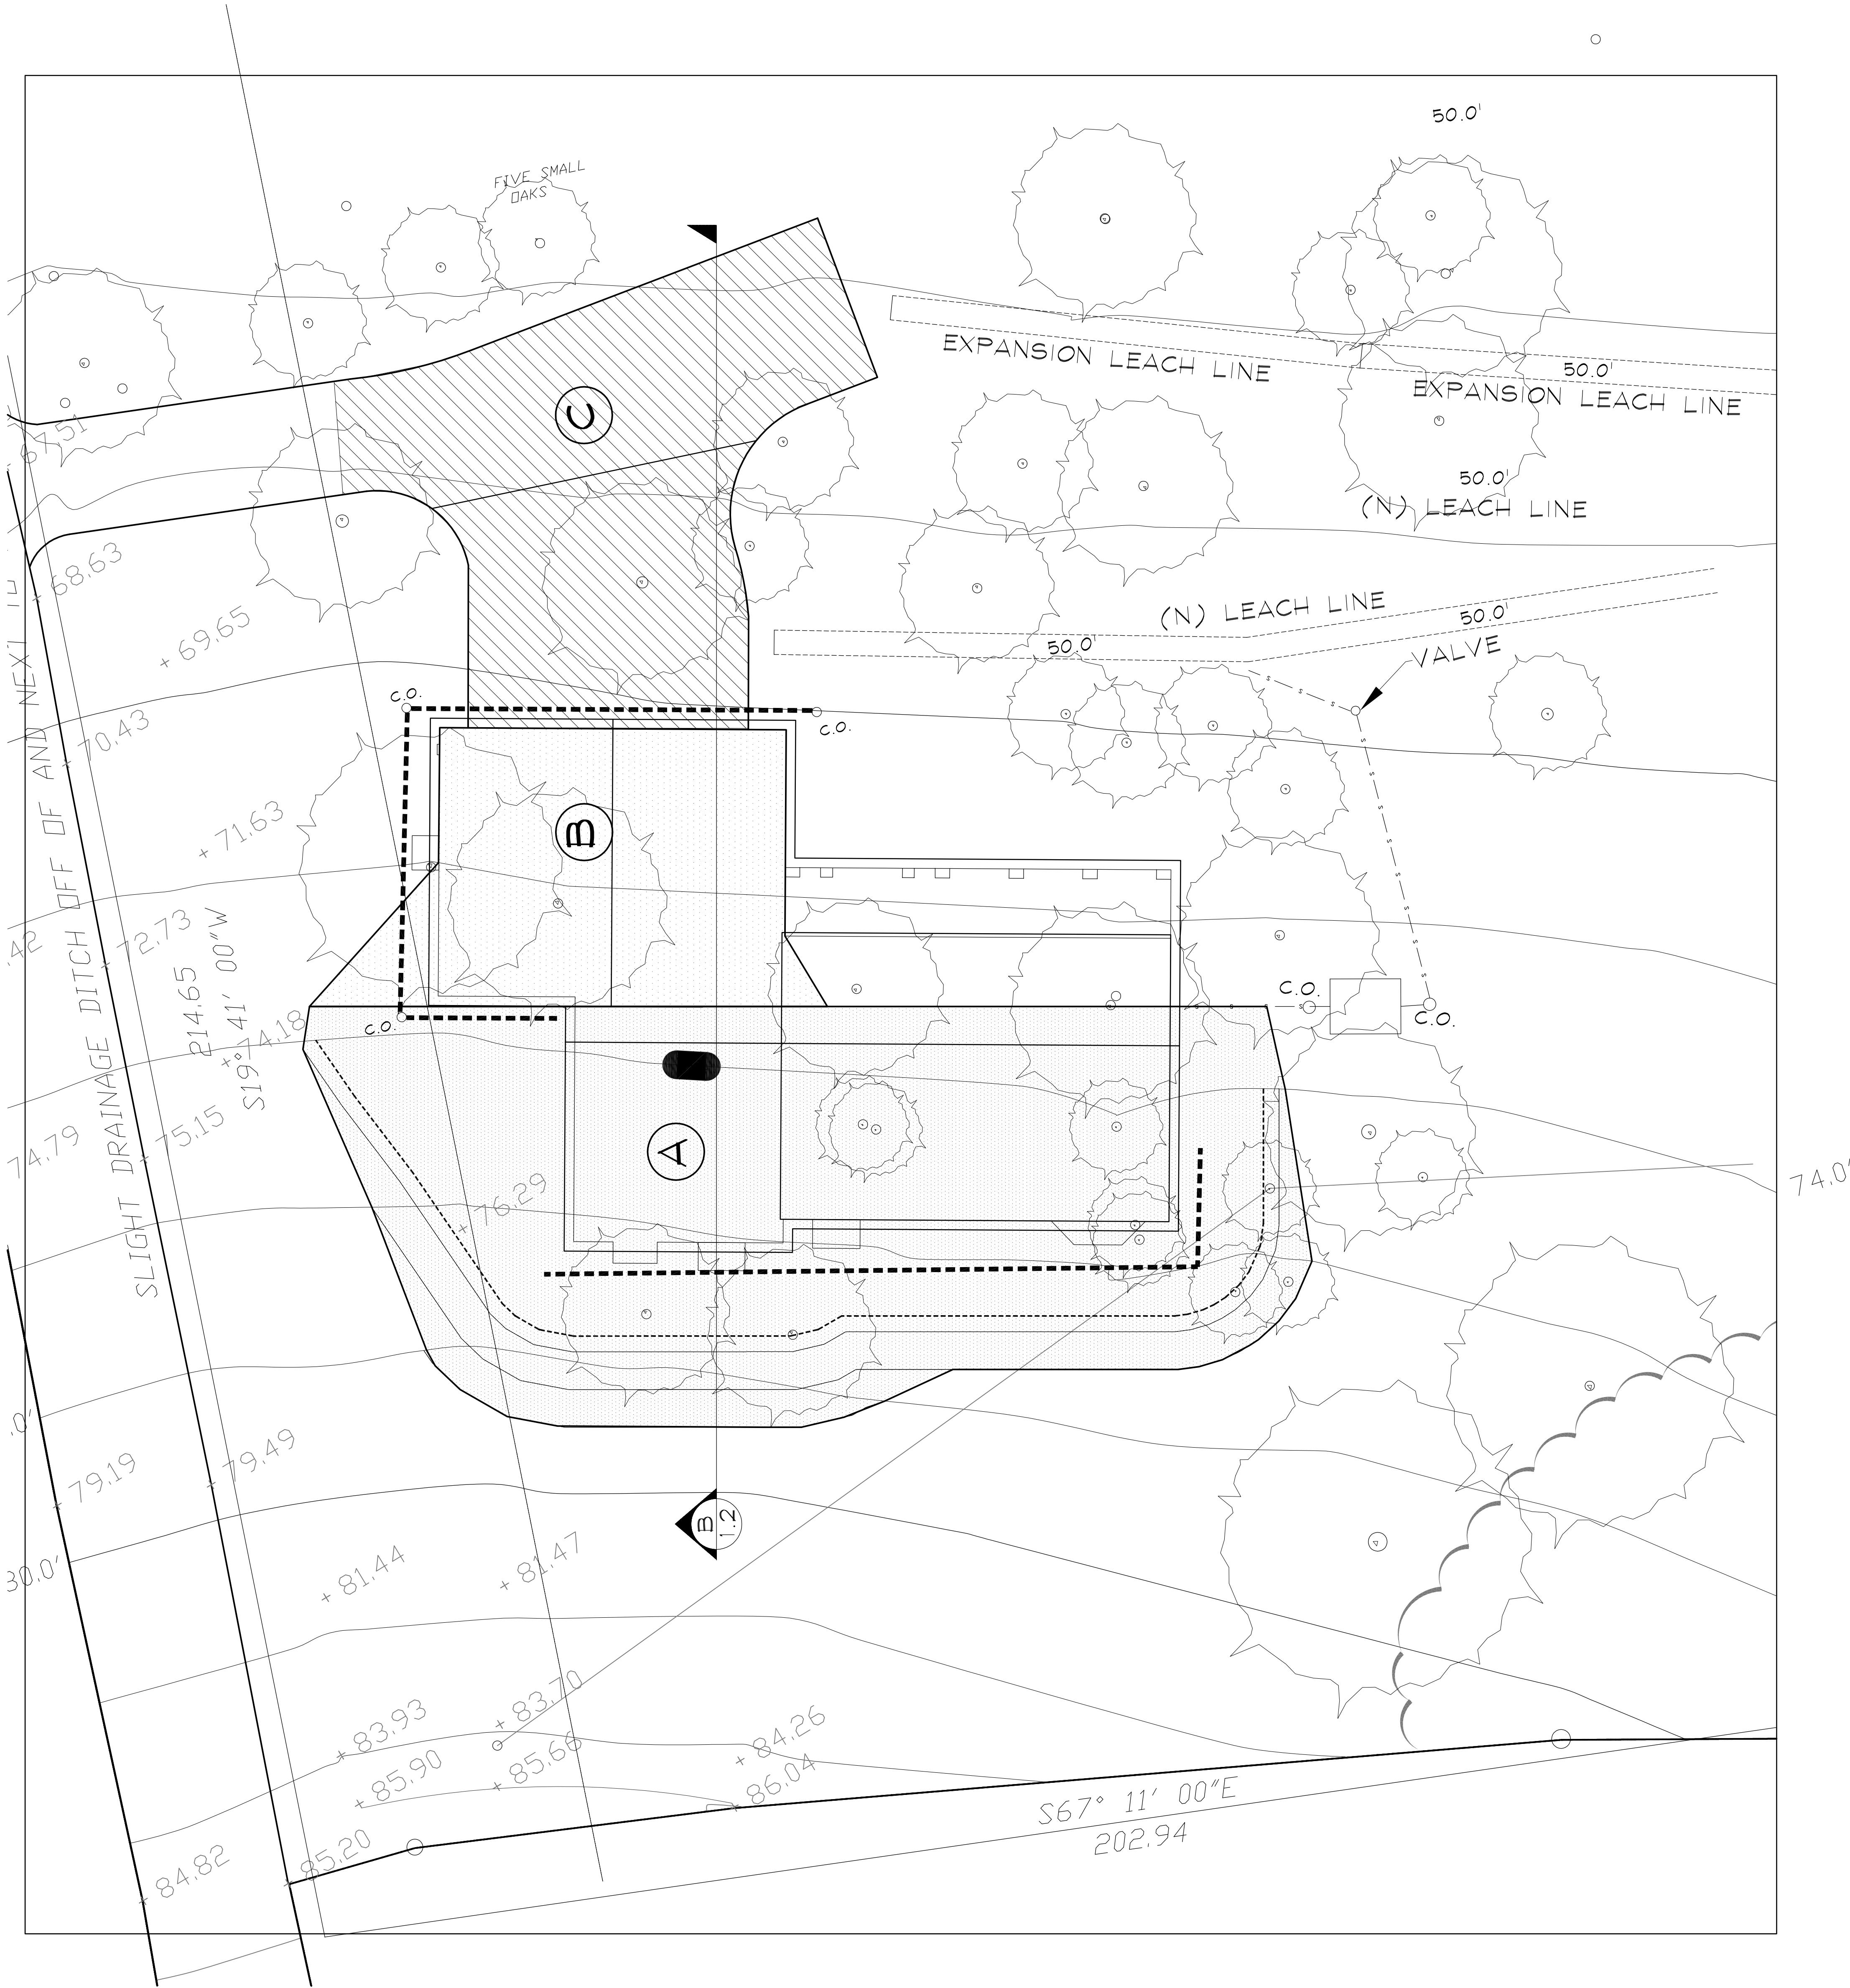 50.0'
FIVE SMALL
OAKS
C
EXPANSION LEACH LINE
50.0'
EXPANSION LEACH LINE
67.51
50.0'
(N) LEACH LINE
68.63
(N) LEACH LINE
50.0'
50.0'
VALVE
69.65
C.O.
C.O.
70.43
B
71.63
72.73
214.65
S19° 41' 00"W
74.18
C.O.
C.O.
C.O.
SLIGHT DRAINAGE DITCH OFF OF AND NEXT
74.79
75.15
A
76.29
74.0'
79.19
79.49
B
1.2
81.44
81.47
83.93
83.70
84.26
85.90
85.66
86.04
S67° 11' 00"E
202.94
85.20
84.82